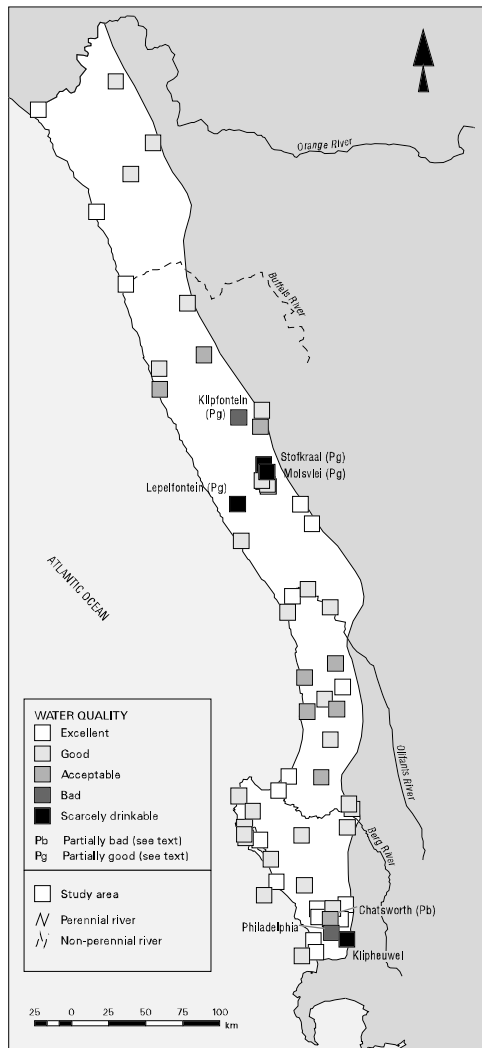 Orange River
Buffels River
Klipfontein
(Pg)
Stofkraal (Pg)
Molsvlei (Pg)
Lepelfontein (Pg)
ATLANTIC OCEAN
WATER QUALITY
Excellent
Good
Acceptable
Bad
Scarcely drinkable
Pb Partially bad (see text)
Pg Partially good (see text)
Study area
Perennial river
Non-perennial river
Olifants River
Berg River
Chatsworth (Pb)
Philadelphia
Klipheuwel
25 0 25 50 75 100
km